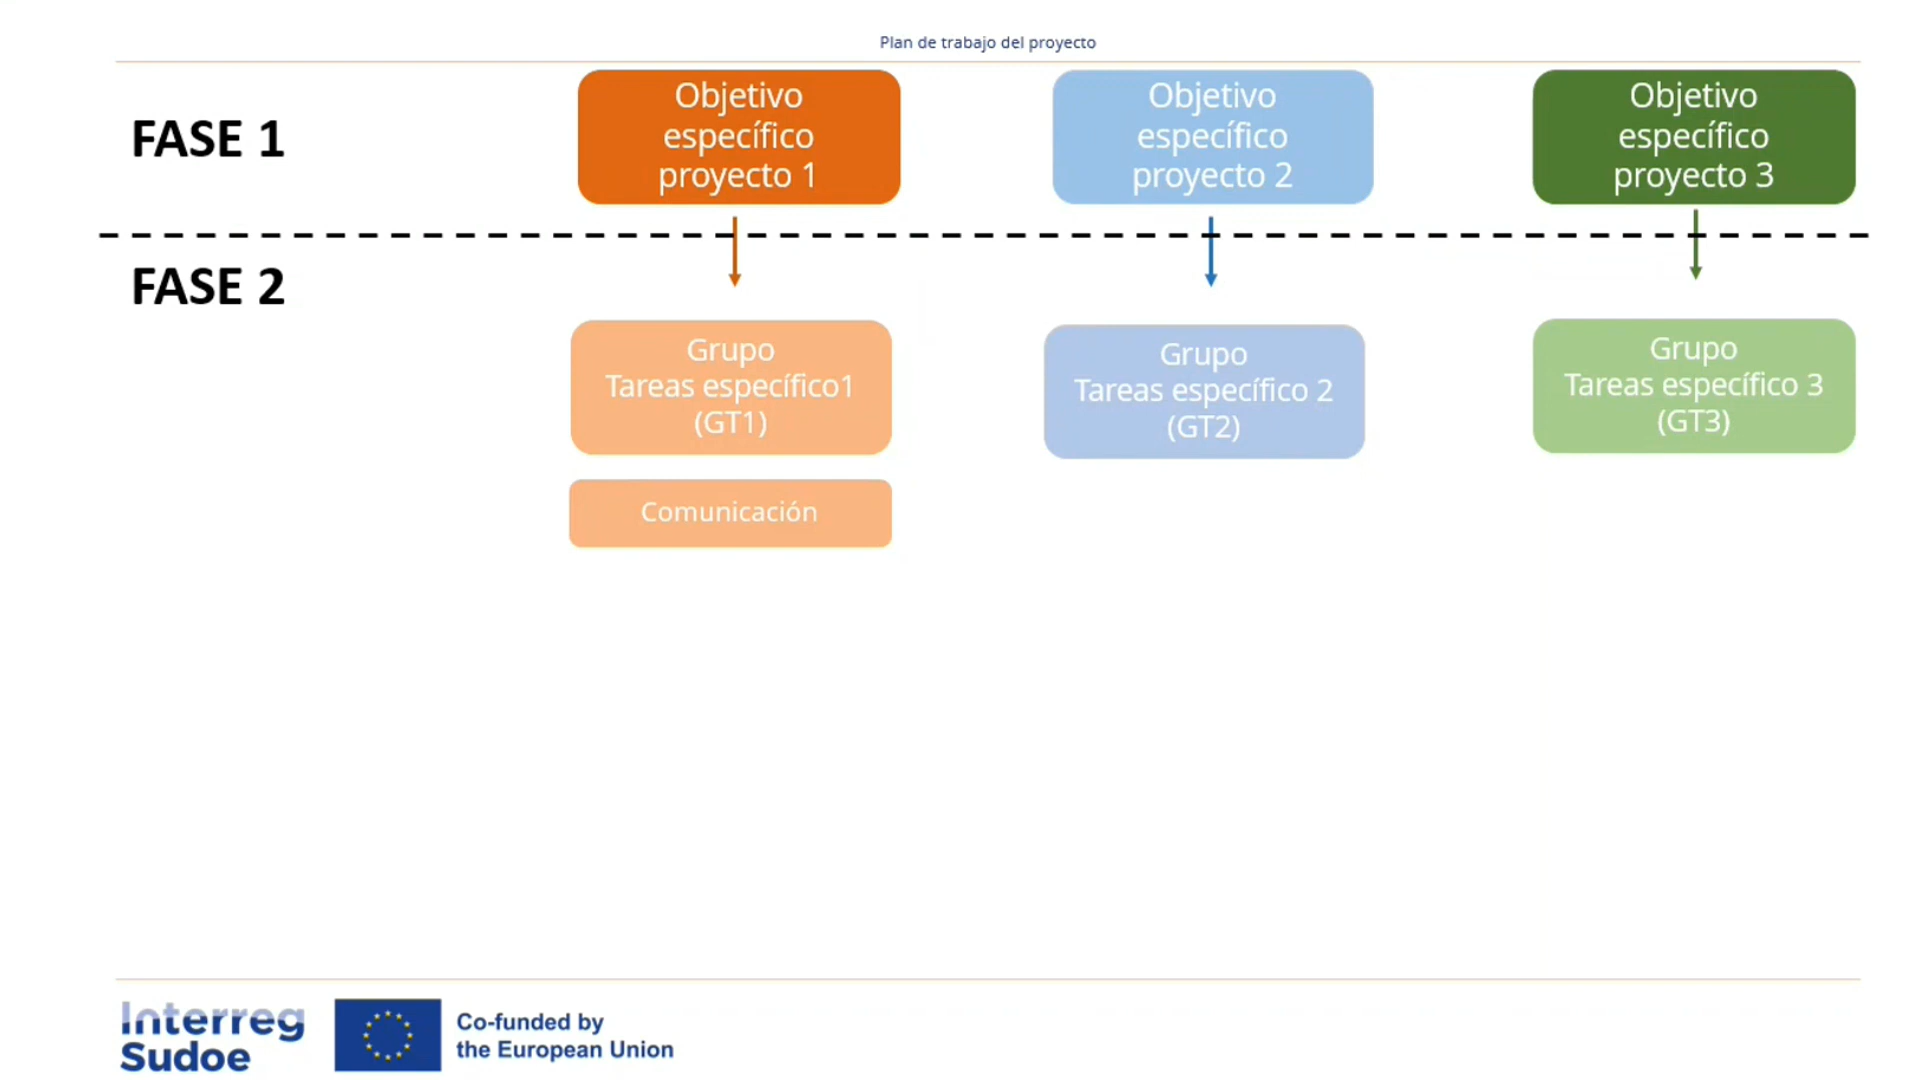 Plan de trabajo del proyecto
FASE 1
Objetivo
específico
proyecto 1
Objetivo
específico
proyecto 2
Objetivo
específico
proyecto 3
FASE 2
Grupo
Tareas específico1
(GT1)
Grupo
Tareas específico 2
(GT2)
Grupo
Tareas específico 3
(GT3)
Comunicación
Interreg
Sudoe
Co-funded by
the European Union